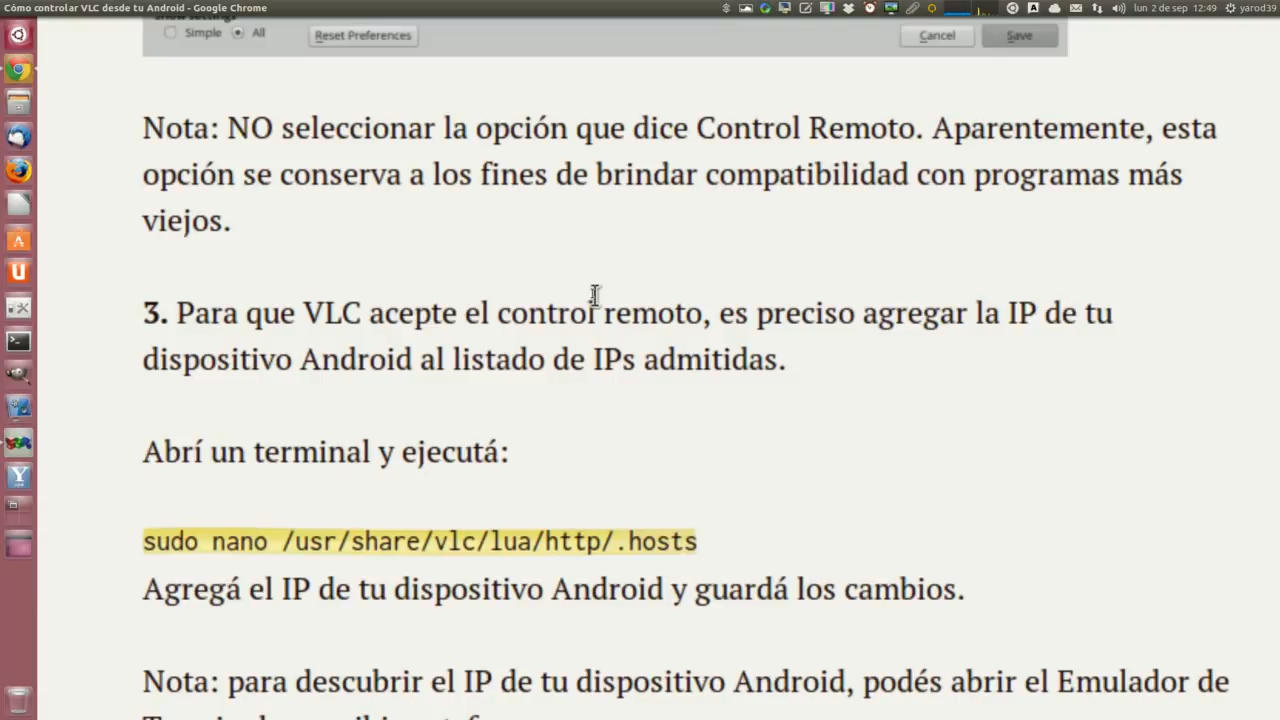 Cómo controlar VLC desde tu Android - Google Chrome
lun 2 de sep 12:49 yarod39
Simple All Reset Preferences Cancel Save
Nota: NO seleccionar la opción que dice Control Remoto. Aparentemente, esta
opción se conserva a los fines de brindar compatibilidad con programas más
viejos.
3. Para que VLC acepte el control remoto, es preciso agregar la IP de tu
dispositivo Android al listado de IPs admitidas.
Abrí un terminal y ejecutá:
sudo nano /usr/share/vlc/lua/http/.hosts
Agregá el IP de tu dispositivo Android y guardá los cambios.
Nota: para descubrir el IP de tu dispositivo Android, podés abrir el Emulador de